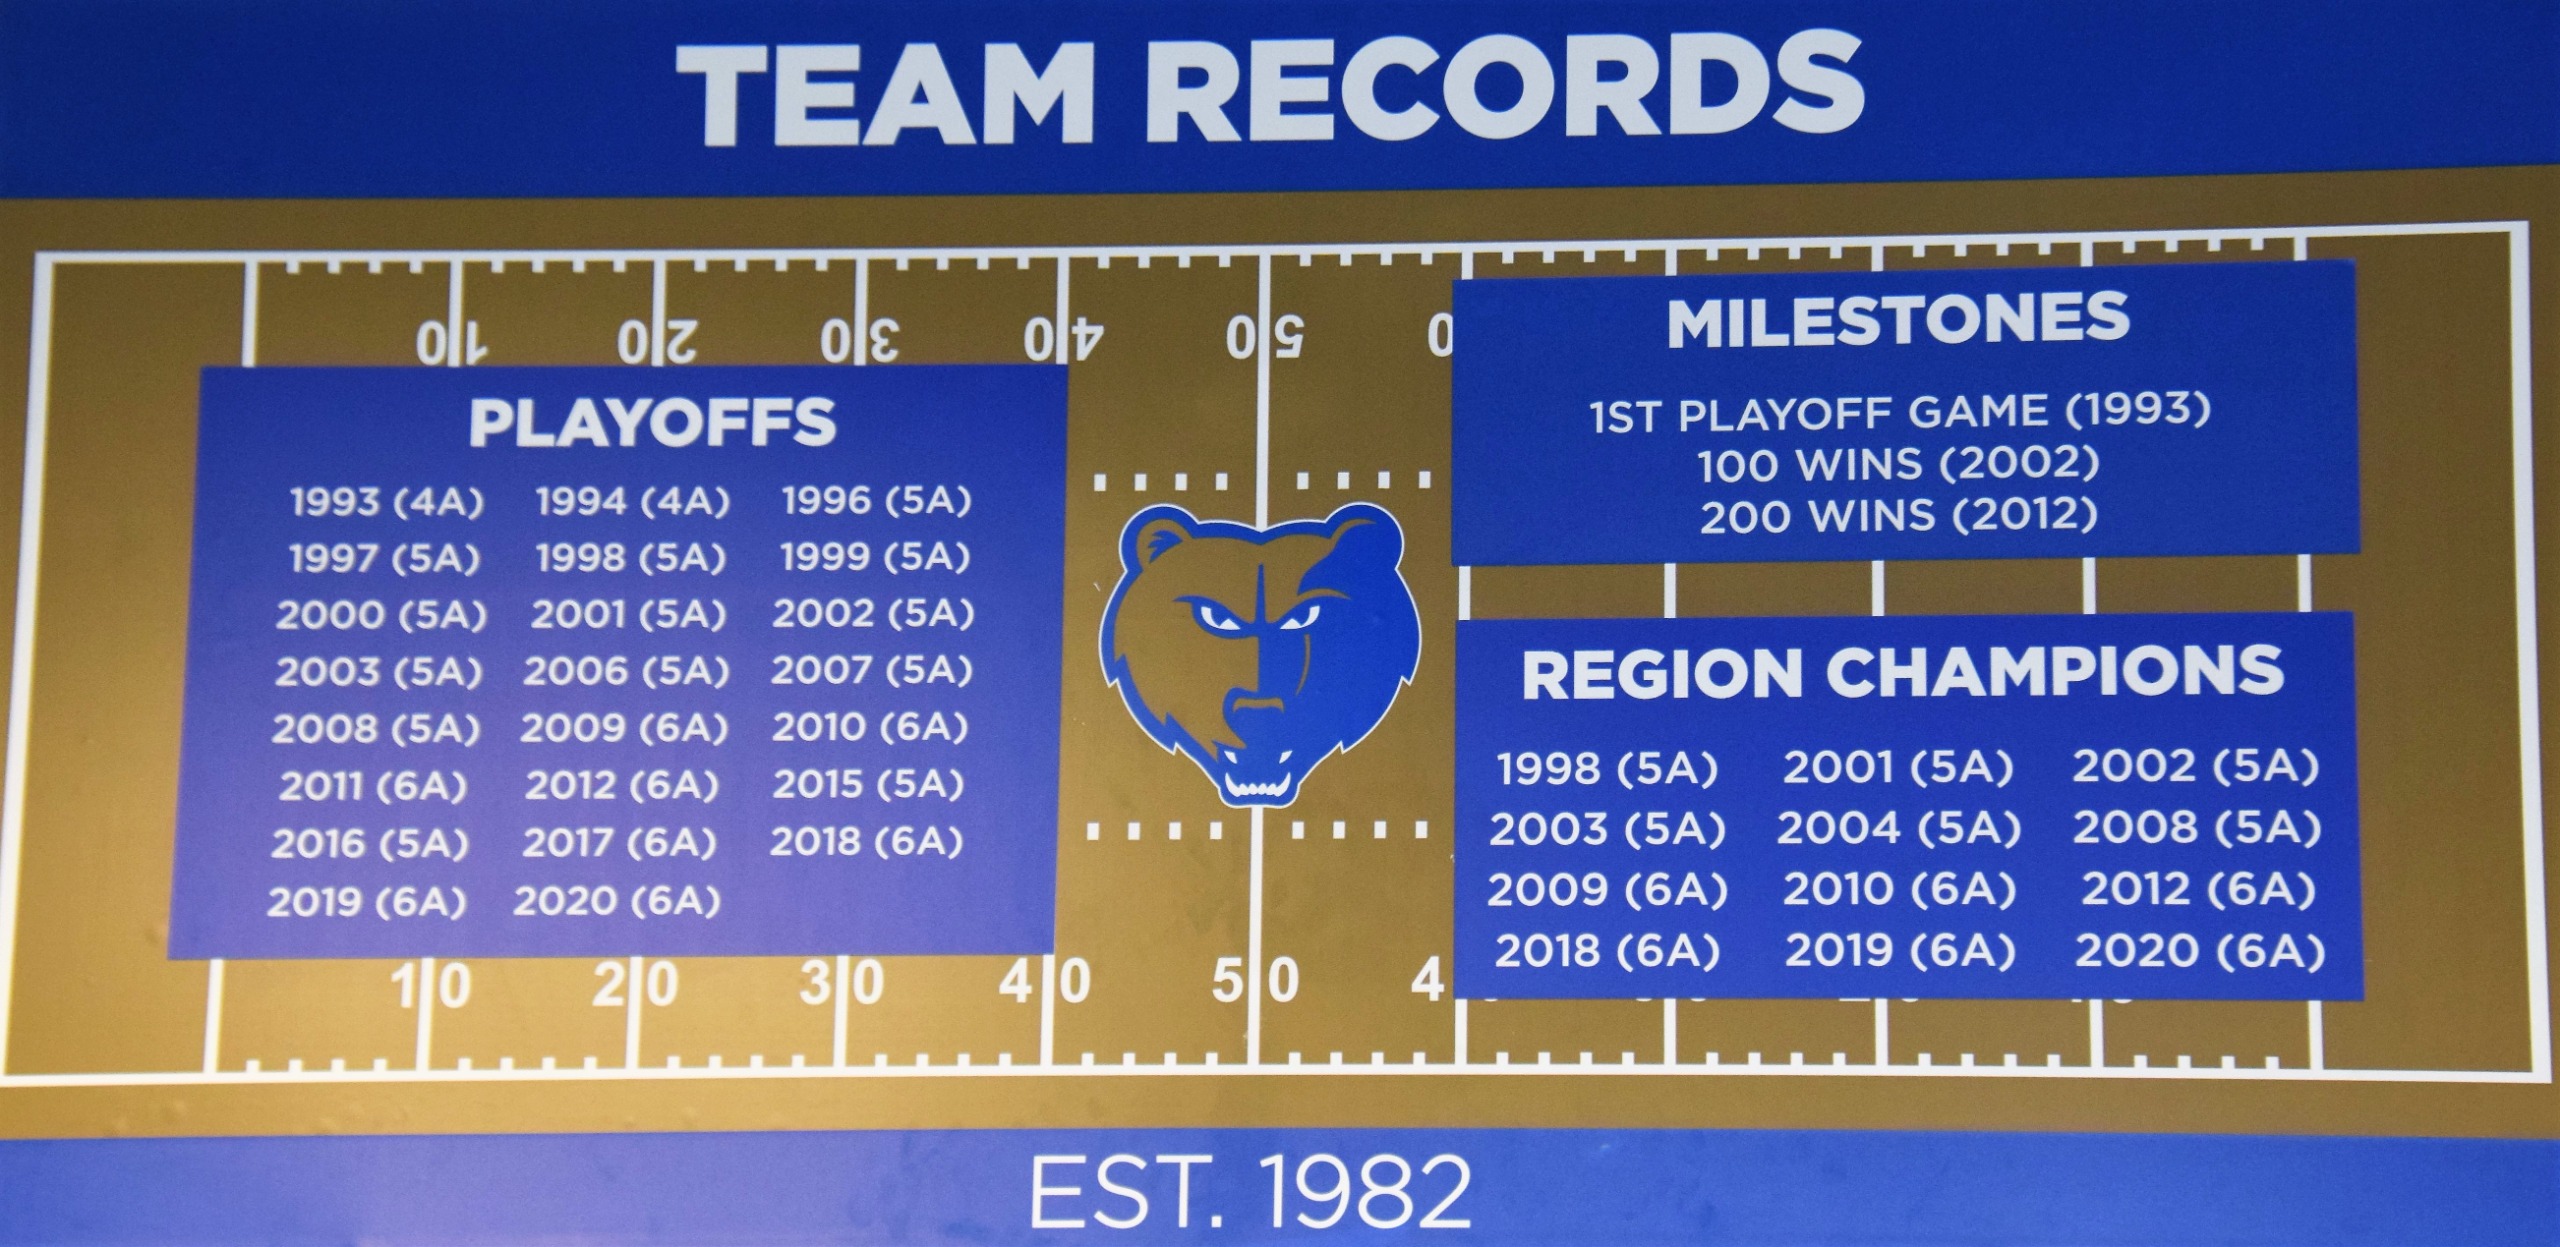 TEAM RECORDS
10 20 30 40 50 0
PLAYOFFS
1993 (4A) 1994 (4A) 1996 (5A)
1997 (5A) 1998 (5A) 1999 (5A)
2000 (5A) 2001 (5A) 2002 (5A)
2003 (5A) 2006 (5A) 2007 (5A)
2008 (5A) 2009 (6A) 2010 (6A)
2011 (6A) 2012 (6A) 2015 (5A)
2016 (5A) 2017 (6A) 2018 (6A)
2019 (6A) 2020 (6A)
MILESTONES
1ST PLAYOFF GAME (1993)
100 WINS (2002)
200 WINS (2012)
REGION CHAMPIONS
1998 (5A) 2001 (5A) 2002 (5A)
2003 (5A) 2004 (5A) 2008 (5A)
2009 (6A) 2010 (6A) 2012 (6A)
2018 (6A) 2019 (6A) 2020 (6A)
10 20 30 40 50 4
EST. 1982